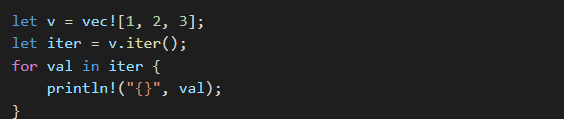 let v = vec![1, 2, 3];
let iter = v.iter();
for val in iter {
    println!("{}", val);
}